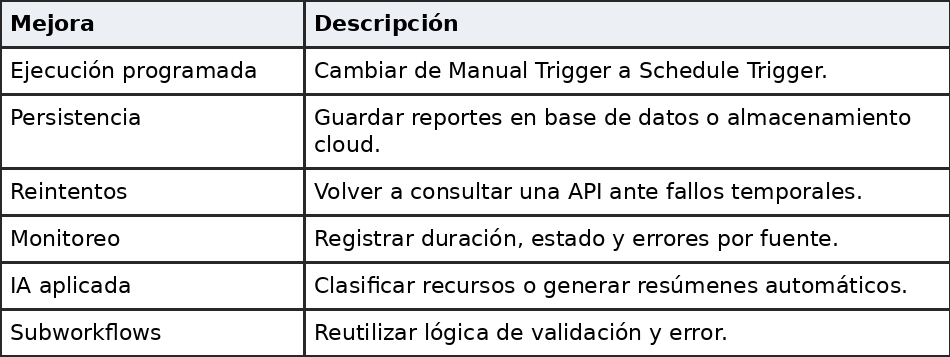 Mejora Descripción
Ejecución programada Cambiar de Manual Trigger a Schedule Trigger.
Persistencia Guardar reportes en base de datos o almacenamiento
cloud.
Reintentos Volver a consultar una API ante fallos temporales.
Monitoreo Registrar duración, estado y errores por fuente.
IA aplicada Clasificar recursos o generar resúmenes automáticos.
Subworkflows Reutilizar lógica de validación y error.